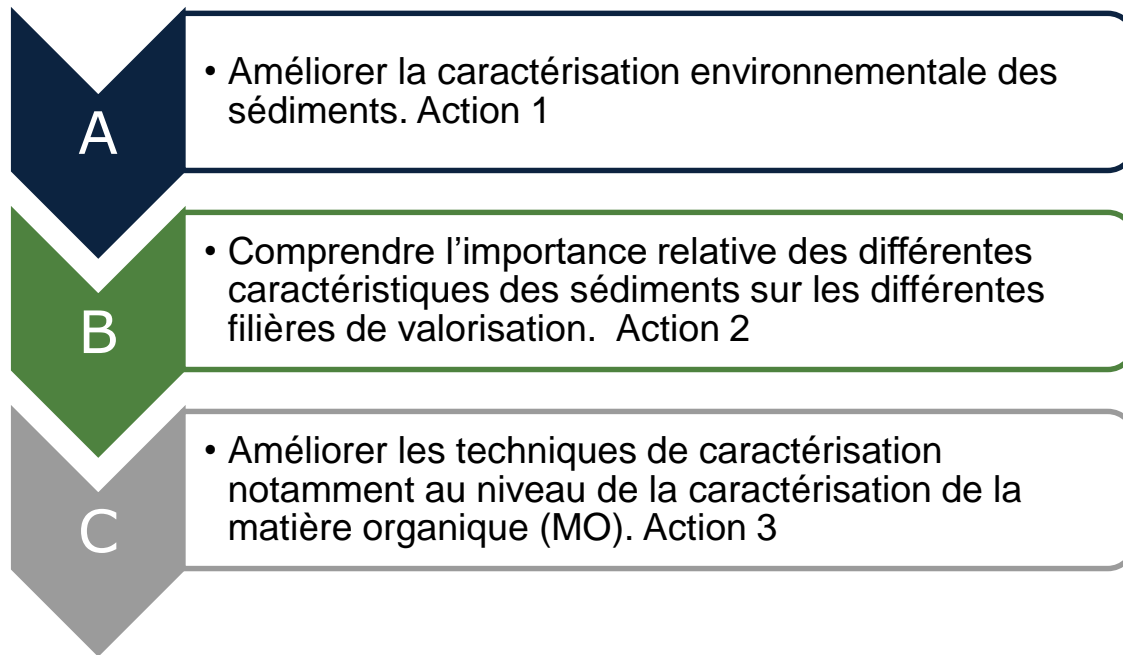 A
• Améliorer la caractérisation environnementale des
sédiments. Action 1
B
• Comprendre l’importance relative des différentes
caractéristiques des sédiments sur les différentes
filières de valorisation.  Action 2
C
• Améliorer les techniques de caractérisation
notamment au niveau de la caractérisation de la
matière organique (MO). Action 3